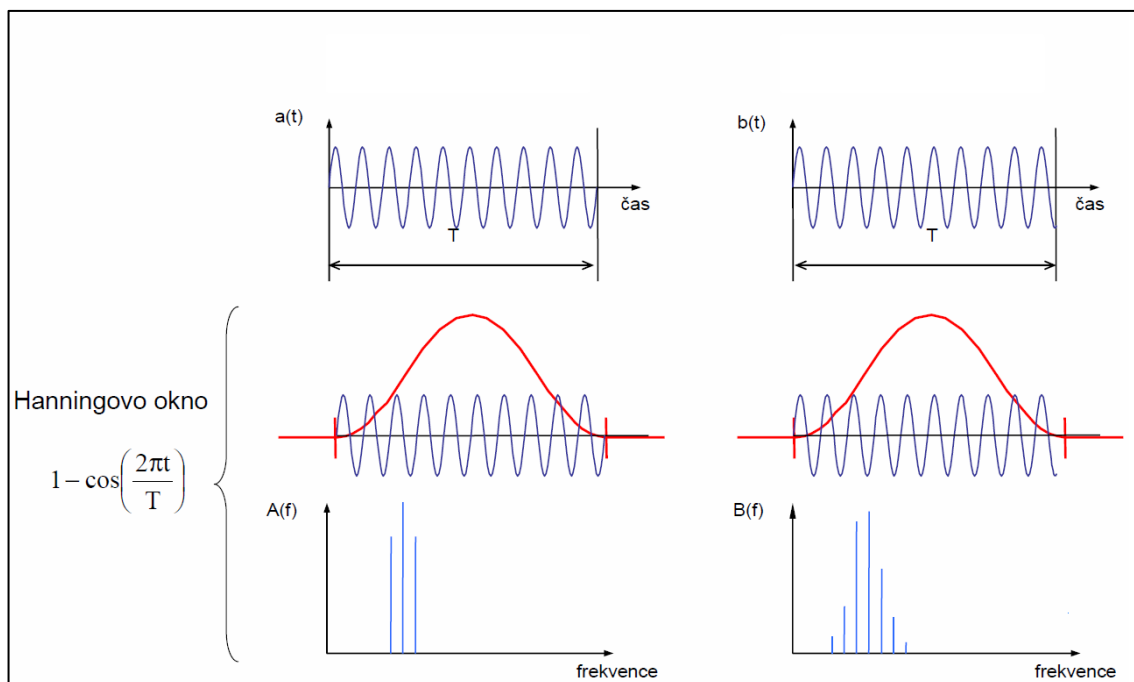 a(t)
b(t)
čas
čas
T
T
Hanningovo okno
1 − cos(2πt/T)
A(f)
B(f)
frekvence
frekvence